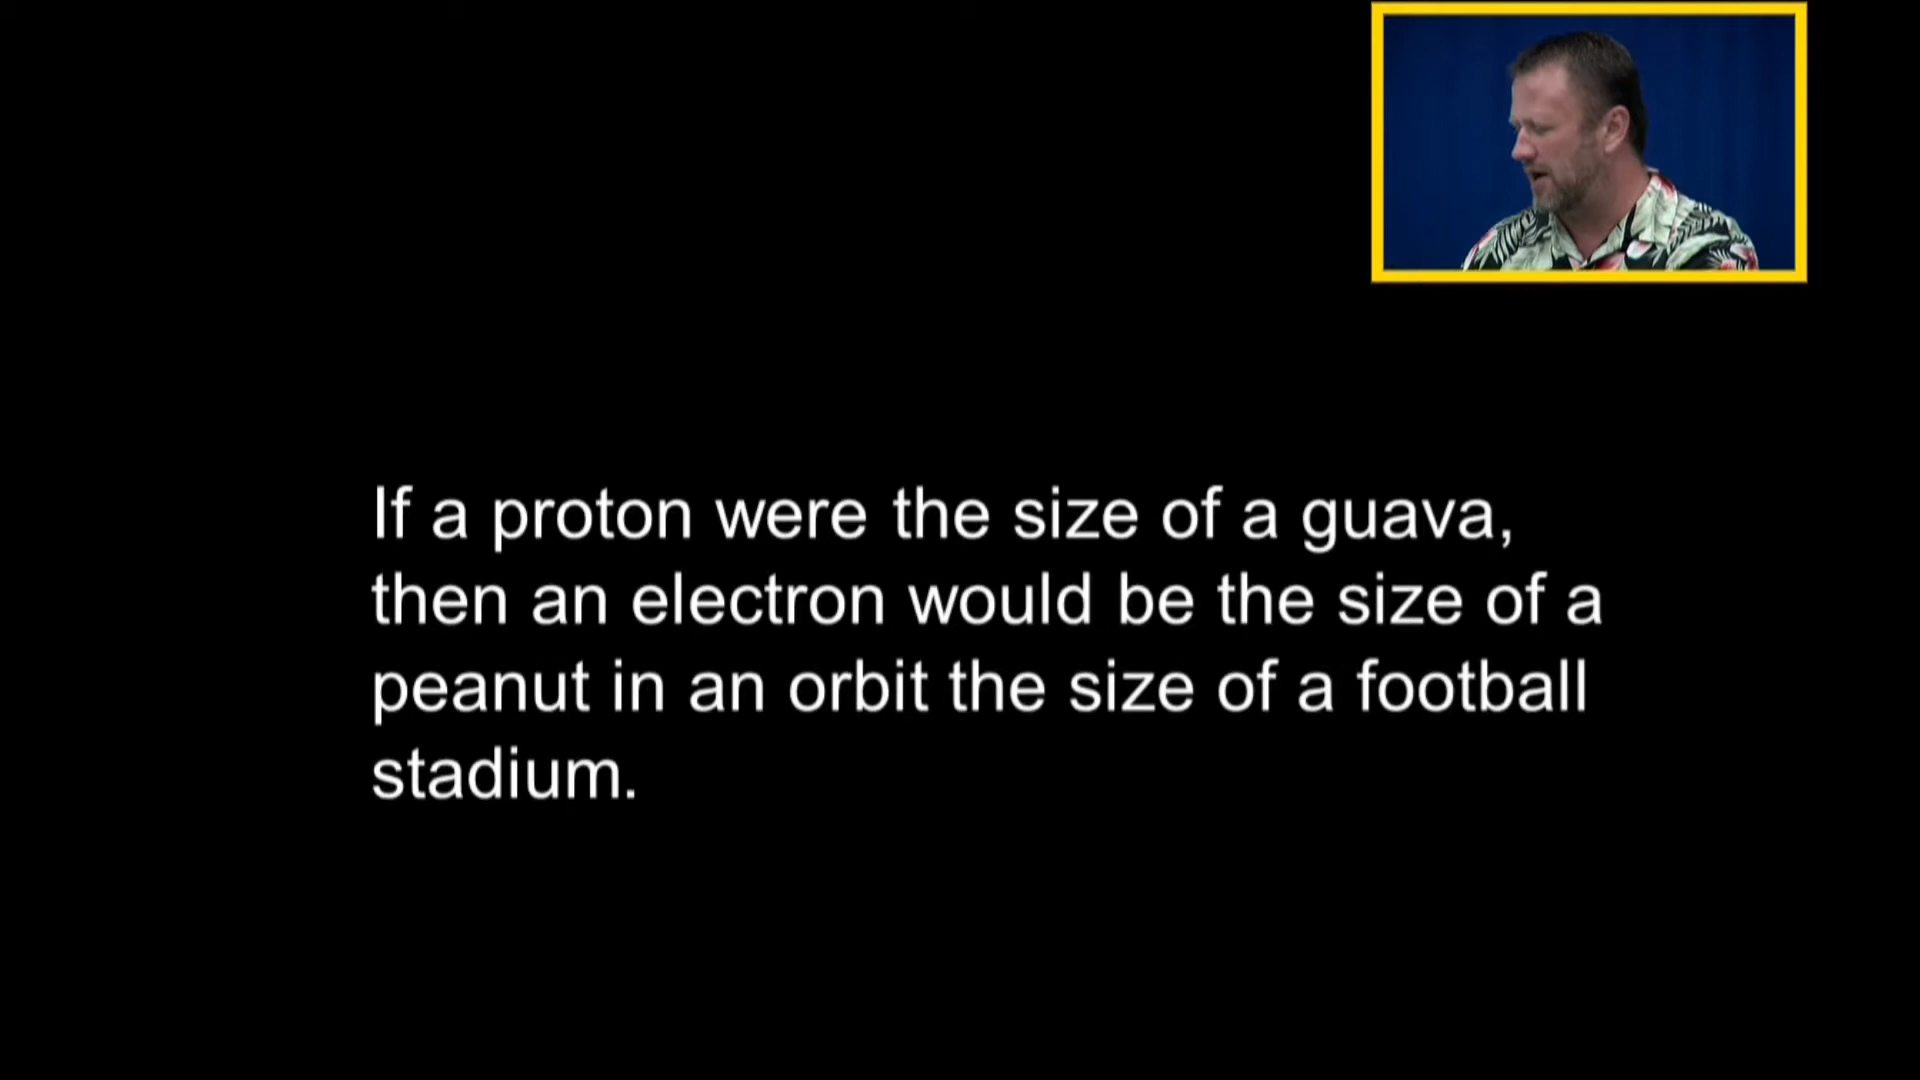 If a proton were the size of a guava,
then an electron would be the size of a
peanut in an orbit the size of a football
stadium.